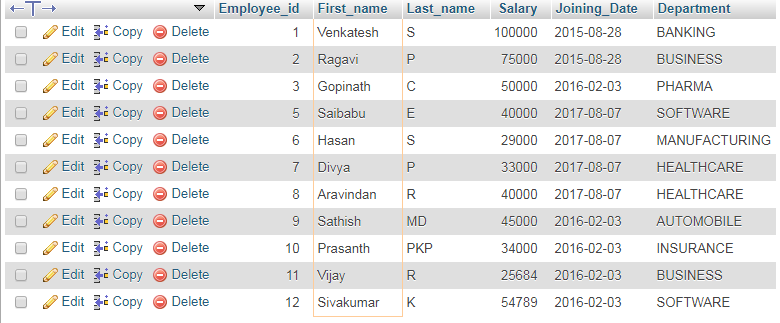 Employee_id First_name Last_name Salary Joining_Date Department
Edit Copy Delete 1 Venkatesh S 100000 2015-08-28 BANKING
Edit Copy Delete 2 Ragavi P 75000 2015-08-28 BUSINESS
Edit Copy Delete 3 Gopinath C 50000 2016-02-03 PHARMA
Edit Copy Delete 5 Saibabu E 40000 2017-08-07 SOFTWARE
Edit Copy Delete 6 Hasan S 29000 2017-08-07 MANUFACTURING
Edit Copy Delete 7 Divya P 33000 2017-08-07 HEALTHCARE
Edit Copy Delete 8 Aravindan R 40000 2017-08-07 HEALTHCARE
Edit Copy Delete 9 Sathish MD 45000 2016-02-03 AUTOMOBILE
Edit Copy Delete 10 Prasanth PKP 34000 2016-02-03 INSURANCE
Edit Copy Delete 11 Vijay R 25684 2016-02-03 BUSINESS
Edit Copy Delete 12 Sivakumar K 54789 2016-02-03 SOFTWARE